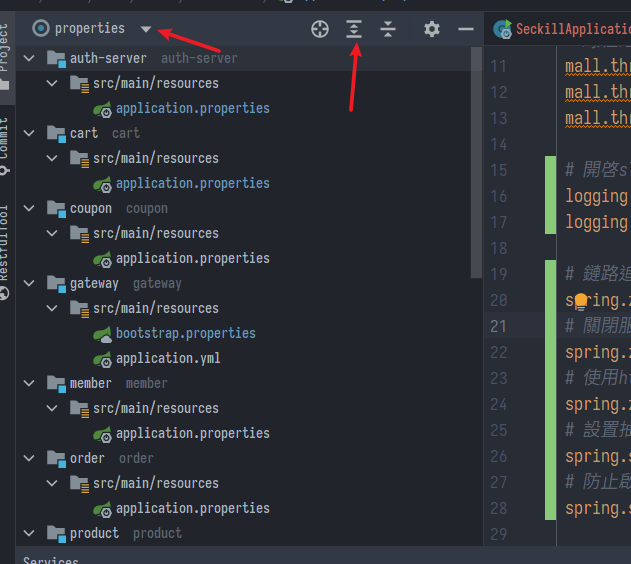 Project
Commit
RestfulTool
properties
auth-server auth-server
src/main/resources
application.properties
cart cart
src/main/resources
application.properties
coupon coupon
src/main/resources
application.properties
gateway gateway
src/main/resources
bootstrap.properties
application.yml
member member
src/main/resources
application.properties
order order
src/main/resources
application.properties
product product
Services
SeckillApplicatio
11 mall.thr
12 mall.thr
13 mall.thr
14
15 # 開啓sl
16 logging
17 logging
18
19 # 鏈路追
20 spring.z
21 # 關閉服
22 spring.z
23 # 使用ht
24 spring.z
25 # 設置抽
26 spring.s
27 # 防止啟
28 spring.s
29